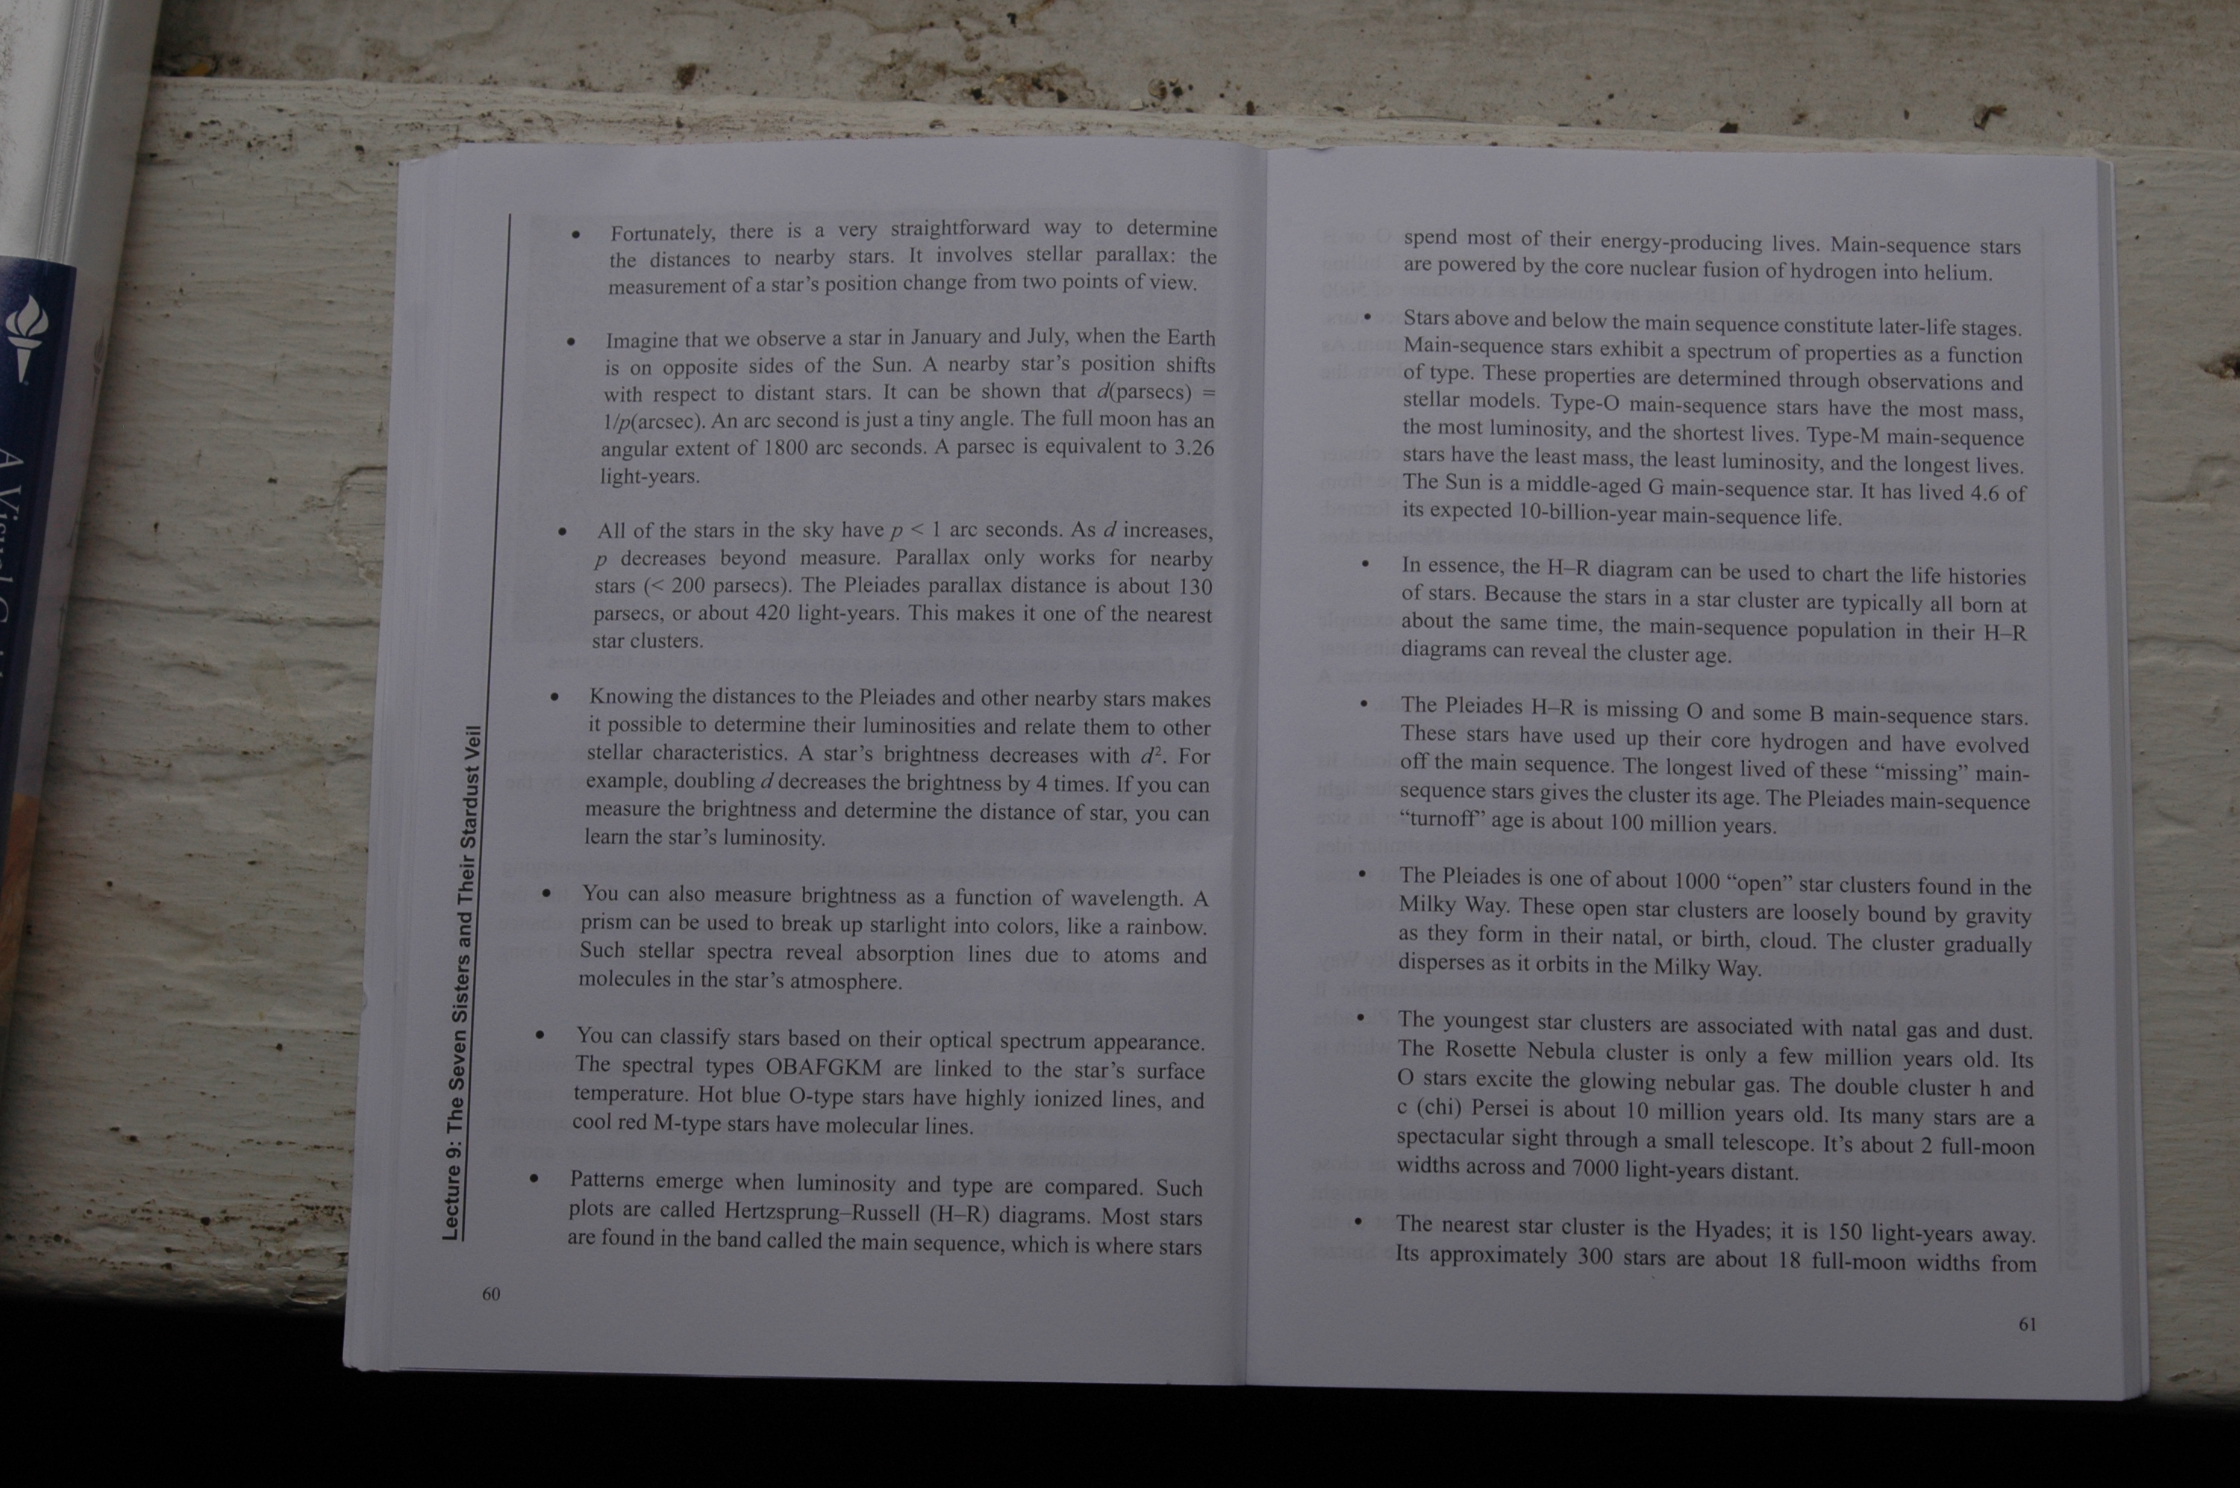 A Visual G
Lecture 9: The Seven Sisters and Their Stardust Veil
• Fortunately, there is a very straightforward way to determine
the distances to nearby stars. It involves stellar parallax: the
measurement of a star's position change from two points of view.
• Imagine that we observe a star in January and July, when the Earth
is on opposite sides of the Sun. A nearby star's position shifts
with respect to distant stars. It can be shown that d(parsecs) =
1/p(arcsec). An arc second is just a tiny angle. The full moon has an
angular extent of 1800 arc seconds. A parsec is equivalent to 3.26
light-years.
• All of the stars in the sky have p < 1 arc seconds. As d increases,
p decreases beyond measure. Parallax only works for nearby
stars (< 200 parsecs). The Pleiades parallax distance is about 130
parsecs, or about 420 light-years. This makes it one of the nearest
star clusters.
• Knowing the distances to the Pleiades and other nearby stars makes
it possible to determine their luminosities and relate them to other
stellar characteristics. A star's brightness decreases with d². For
example, doubling d decreases the brightness by 4 times. If you can
measure the brightness and determine the distance of star, you can
learn the star's luminosity.
• You can also measure brightness as a function of wavelength. A
prism can be used to break up starlight into colors, like a rainbow.
Such stellar spectra reveal absorption lines due to atoms and
molecules in the star's atmosphere.
• You can classify stars based on their optical spectrum appearance.
The spectral types OBAFGKM are linked to the star's surface
temperature. Hot blue O-type stars have highly ionized lines, and
cool red M-type stars have molecular lines.
• Patterns emerge when luminosity and type are compared. Such
plots are called Hertzsprung–Russell (H–R) diagrams. Most stars
are found in the band called the main sequence, which is where stars
60
spend most of their energy-producing lives. Main-sequence stars
are powered by the core nuclear fusion of hydrogen into helium.
• Stars above and below the main sequence constitute later-life stages.
Main-sequence stars exhibit a spectrum of properties as a function
of type. These properties are determined through observations and
stellar models. Type-O main-sequence stars have the most mass,
the most luminosity, and the shortest lives. Type-M main-sequence
stars have the least mass, the least luminosity, and the longest lives.
The Sun is a middle-aged G main-sequence star. It has lived 4.6 of
its expected 10-billion-year main-sequence life.
• In essence, the H–R diagram can be used to chart the life histories
of stars. Because the stars in a star cluster are typically all born at
about the same time, the main-sequence population in their H–R
diagrams can reveal the cluster age.
• The Pleiades H–R is missing O and some B main-sequence stars.
These stars have used up their core hydrogen and have evolved
off the main sequence. The longest lived of these “missing” main-
sequence stars gives the cluster its age. The Pleiades main-sequence
“turnoff” age is about 100 million years.
• The Pleiades is one of about 1000 “open” star clusters found in the
Milky Way. These open star clusters are loosely bound by gravity
as they form in their natal, or birth, cloud. The cluster gradually
disperses as it orbits in the Milky Way.
• The youngest star clusters are associated with natal gas and dust.
The Rosette Nebula cluster is only a few million years old. Its
O stars excite the glowing nebular gas. The double cluster h and
c (chi) Persei is about 10 million years old. Its many stars are a
spectacular sight through a small telescope. It's about 2 full-moon
widths across and 7000 light-years distant.
• The nearest star cluster is the Hyades; it is 150 light-years away.
Its approximately 300 stars are about 18 full-moon widths from
61